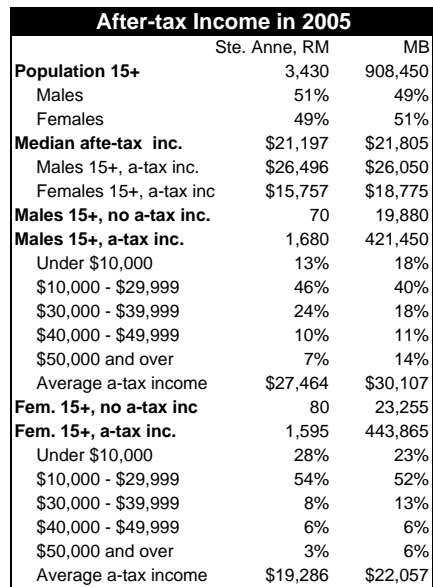 After-tax Income in 2005
Ste. Anne, RM MB
Population 15+ 3,430 908,450
Males 51% 49%
Females 49% 51%
Median afte-tax inc. $21,197 $21,805
Males 15+, a-tax inc. $26,496 $26,050
Females 15+, a-tax inc $15,757 $18,775
Males 15+, no a-tax inc. 70 19,880
Males 15+, a-tax inc. 1,680 421,450
Under $10,000 13% 18%
$10,000 - $29,999 46% 40%
$30,000 - $39,999 24% 18%
$40,000 - $49,999 10% 11%
$50,000 and over 7% 14%
Average a-tax income $27,464 $30,107
Fem. 15+, no a-tax inc 80 23,255
Fem. 15+, a-tax inc. 1,595 443,865
Under $10,000 28% 23%
$10,000 - $29,999 54% 52%
$30,000 - $39,999 8% 13%
$40,000 - $49,999 6% 6%
$50,000 and over 3% 6%
Average a-tax income $19,286 $22,057